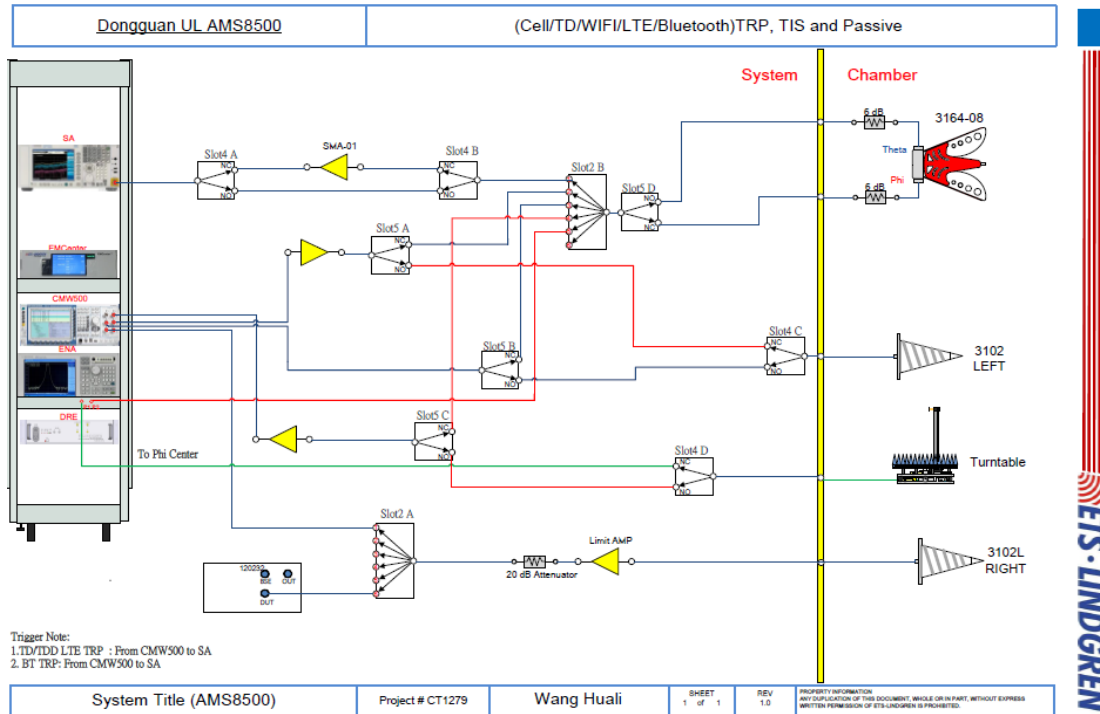 Dongguan UL AMS8500
(Cell/TD/WIFI/LTE/Bluetooth)TRP, TIS and Passive
System
Chamber
SA
Slot4 A
NC
NO
SMA-01
Slot4 B
NC
NO
Slot2 B
Slot5 D
NO
NC
6 dB
3164-08
Theta
Phi
6 dB
EMCenter
Slot5 A
NC
NO
CMW500
ENA
Slot5 B
NC
NO
Slot4 C
NC
NO
3102
LEFT
DRE
Slot5 C
NC
NO
To Phi Center
Slot4 D
NC
NO
Turntable
Slot2 A
Limit AMP
20 dB Attenuator
3102L
RIGHT
120232
BSE
OUT
DUT
Trigger Note:
1.TD/TDD LTE TRP : From CMW500 to SA
2. BT TRP: From CMW500 to SA
System Title (AMS8500)
Project # CT1279
Wang Huali
SHEET
1 of 1
REV
1.0
PROPERTY INFORMATION
ANY DUPLICATION OF THIS DOCUMENT, WHOLE OR IN PART, WITHOUT EXPRESS
WRITTEN PERMISSION OF ETS-LINDGREN IS PROHIBITED.
ETS·LINDGREN